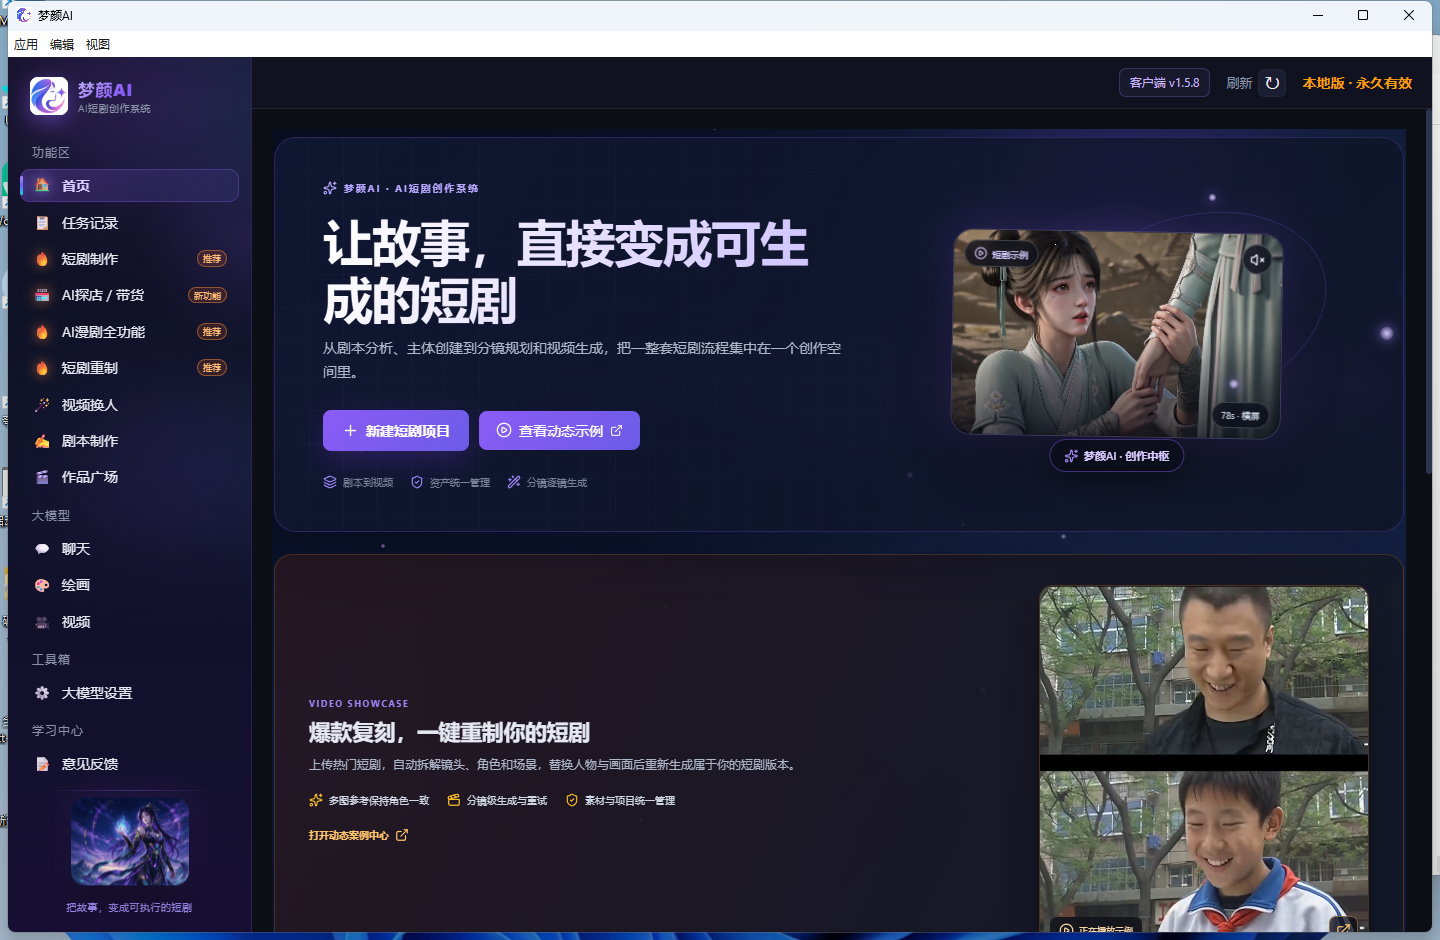 梦颜AI
应用 编辑 视图
梦颜AI
AI短剧创作系统
客户端 v1.5.8
刷新
本地版 · 永久有效
功能区
首页
任务记录
短剧制作 推荐
AI探店 / 带货 新功能
AI漫剧全功能 推荐
短剧重制 推荐
视频换人
剧本制作
作品广场
大模型
聊天
绘画
视频
工具箱
大模型设置
学习中心
意见反馈
把故事，变成可执行的短剧
梦颜AI · AI短剧创作系统
让故事，直接变成可生
成的短剧
从剧本分析、主体创建到分镜规划和视频生成，把一整套短剧流程集中在一个创作空
间里。
新建短剧项目
查看动态示例
剧本到视频 资产统一管理 分镜逐镜生成
短剧示例
78s · 横屏
梦颜AI · 创作中枢
VIDEO SHOWCASE
爆款复刻，一键重制你的短剧
上传热门短剧，自动拆解镜头、角色和场景，替换人物与画面后重新生成属于你的短剧版本。
多图参考保持角色一致 分镜级生成与重试 素材与项目统一管理
打开动态案例中心
正在播放示例